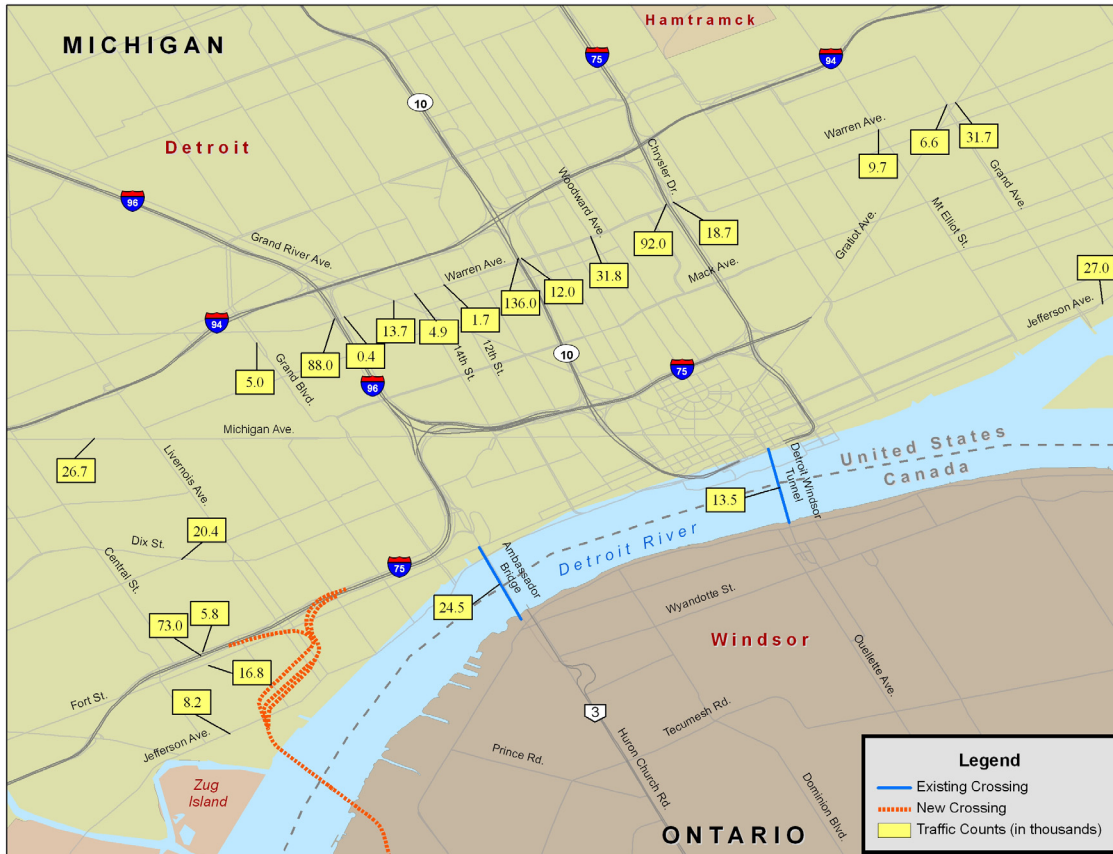 Hamtramck
MICHIGAN
75
94
10
Warren Ave.
6.6
31.7
Detroit
9.7
Chrysler Dr.
Woodward Ave.
Grand Ave.
96
92.0
18.7
Mt Elliot St.
Gratiot Ave.
Grand River Ave.
31.8
Mack Ave.
Warren Ave.
27.0
136.0
12.0
Jefferson Ave.
94
13.7
4.9
1.7
88.0
0.4
14th St.
12th St.
10
5.0
Grand Blvd.
96
75
Michigan Ave.
26.7
Livernois Ave.
United States
Canada
Detroit Windsor
Tunnel
13.5
20.4
Dix St.
Detroit River
Central St.
75
Ambassador
Bridge
24.5
Wyandotte St.
73.0
5.8
Windsor
Ouellette Ave.
16.8
Fort St.
8.2
3
Tecumesh Rd.
Jefferson Ave.
Prince Rd.
Huron Church Rd.
Dominion Blvd.
Zug
Island
ONTARIO
Legend
Existing Crossing
New Crossing
Traffic Counts (in thousands)